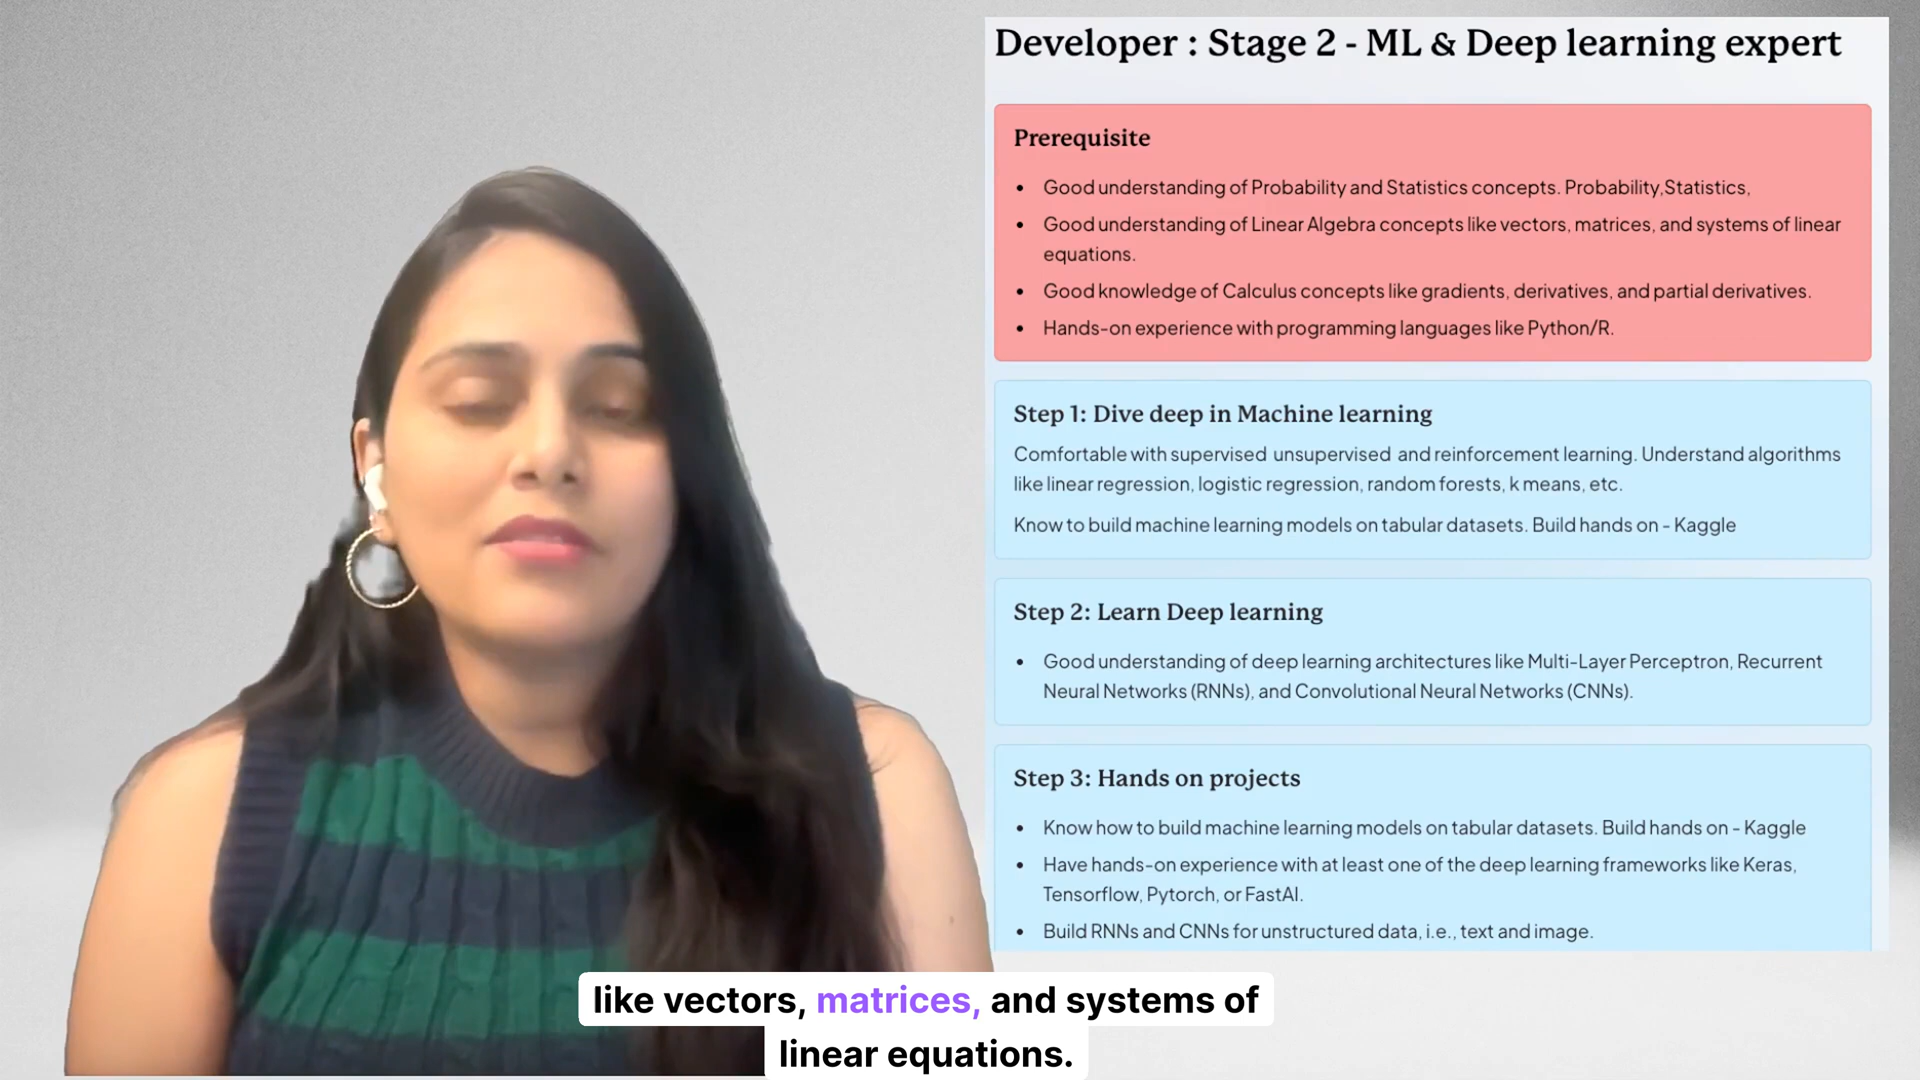 Developer : Stage 2 - ML & Deep learning expert
Prerequisite
• Good understanding of Probability and Statistics concepts. Probability,Statistics,
• Good understanding of Linear Algebra concepts like vectors, matrices, and systems of linear
equations.
• Good knowledge of Calculus concepts like gradients, derivatives, and partial derivatives.
• Hands-on experience with programming languages like Python/R.
Step 1: Dive deep in Machine learning
Comfortable with supervised unsupervised and reinforcement learning. Understand algorithms
like linear regression, logistic regression, random forests, k means, etc.
Know to build machine learning models on tabular datasets. Build hands on - Kaggle
Step 2: Learn Deep learning
• Good understanding of deep learning architectures like Multi-Layer Perceptron, Recurrent
Neural Networks (RNNs), and Convolutional Neural Networks (CNNs).
Step 3: Hands on projects
• Know how to build machine learning models on tabular datasets. Build hands on - Kaggle
• Have hands-on experience with at least one of the deep learning frameworks like Keras,
Tensorflow, Pytorch, or FastAI.
• Build RNNs and CNNs for unstructured data, i.e., text and image.
like vectors, matrices, and systems of
linear equations.